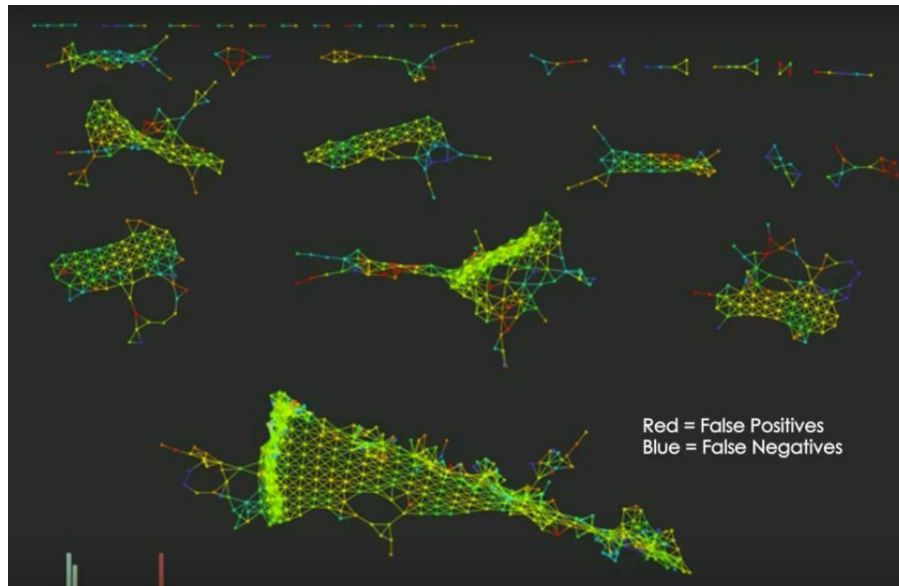 Red = False Positives
Blue = False Negatives